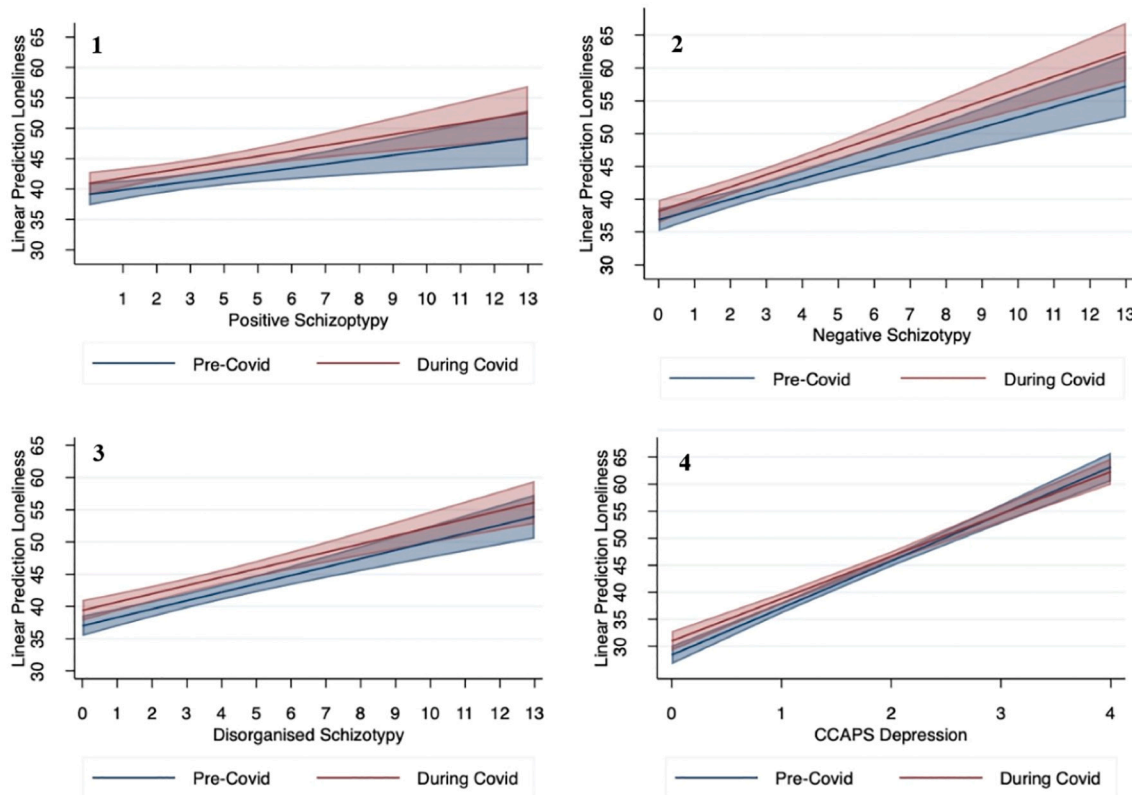 1
Linear Prediction Loneliness
65
60
55
50
45
40
35
30
1 2 3 4 5 6 7 8 9 10 11 12 13
Positive Schizoptypy
Pre-Covid During Covid
2
Linear Prediction Loneliness
65
60
55
50
45
40
35
30
0 1 2 3 4 5 6 7 8 9 10 11 12 13
Negative Schizotypy
Pre-Covid During Covid
3
Linear Prediction Loneliness
65
60
55
50
45
40
35
30
0 1 2 3 4 5 6 7 8 9 10 11 12 13
Disorganised Schizotypy
Pre-Covid During Covid
4
Linear Prediction Loneliness
65
60
55
50
45
40
35
30
0 1 2 3 4
CCAPS Depression
Pre-Covid During Covid